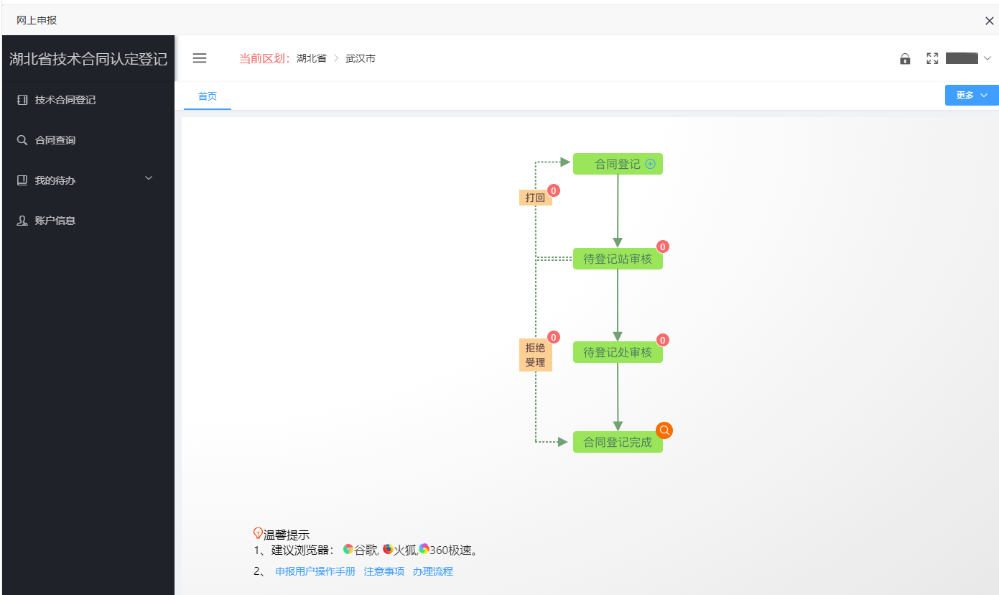 网上申报
湖北省技术合同认定登记
当前区划： 湖北省 武汉市
技术合同登记
首页
更多
合同查询
我的待办
账户信息
合同登记
打回
0
待登记站审核
0
拒绝
受理
0
待登记处审核
0
合同登记完成
温馨提示
1、建议浏览器： 谷歌, 火狐,360极速。
2、 申报用户操作手册 注意事项 办理流程